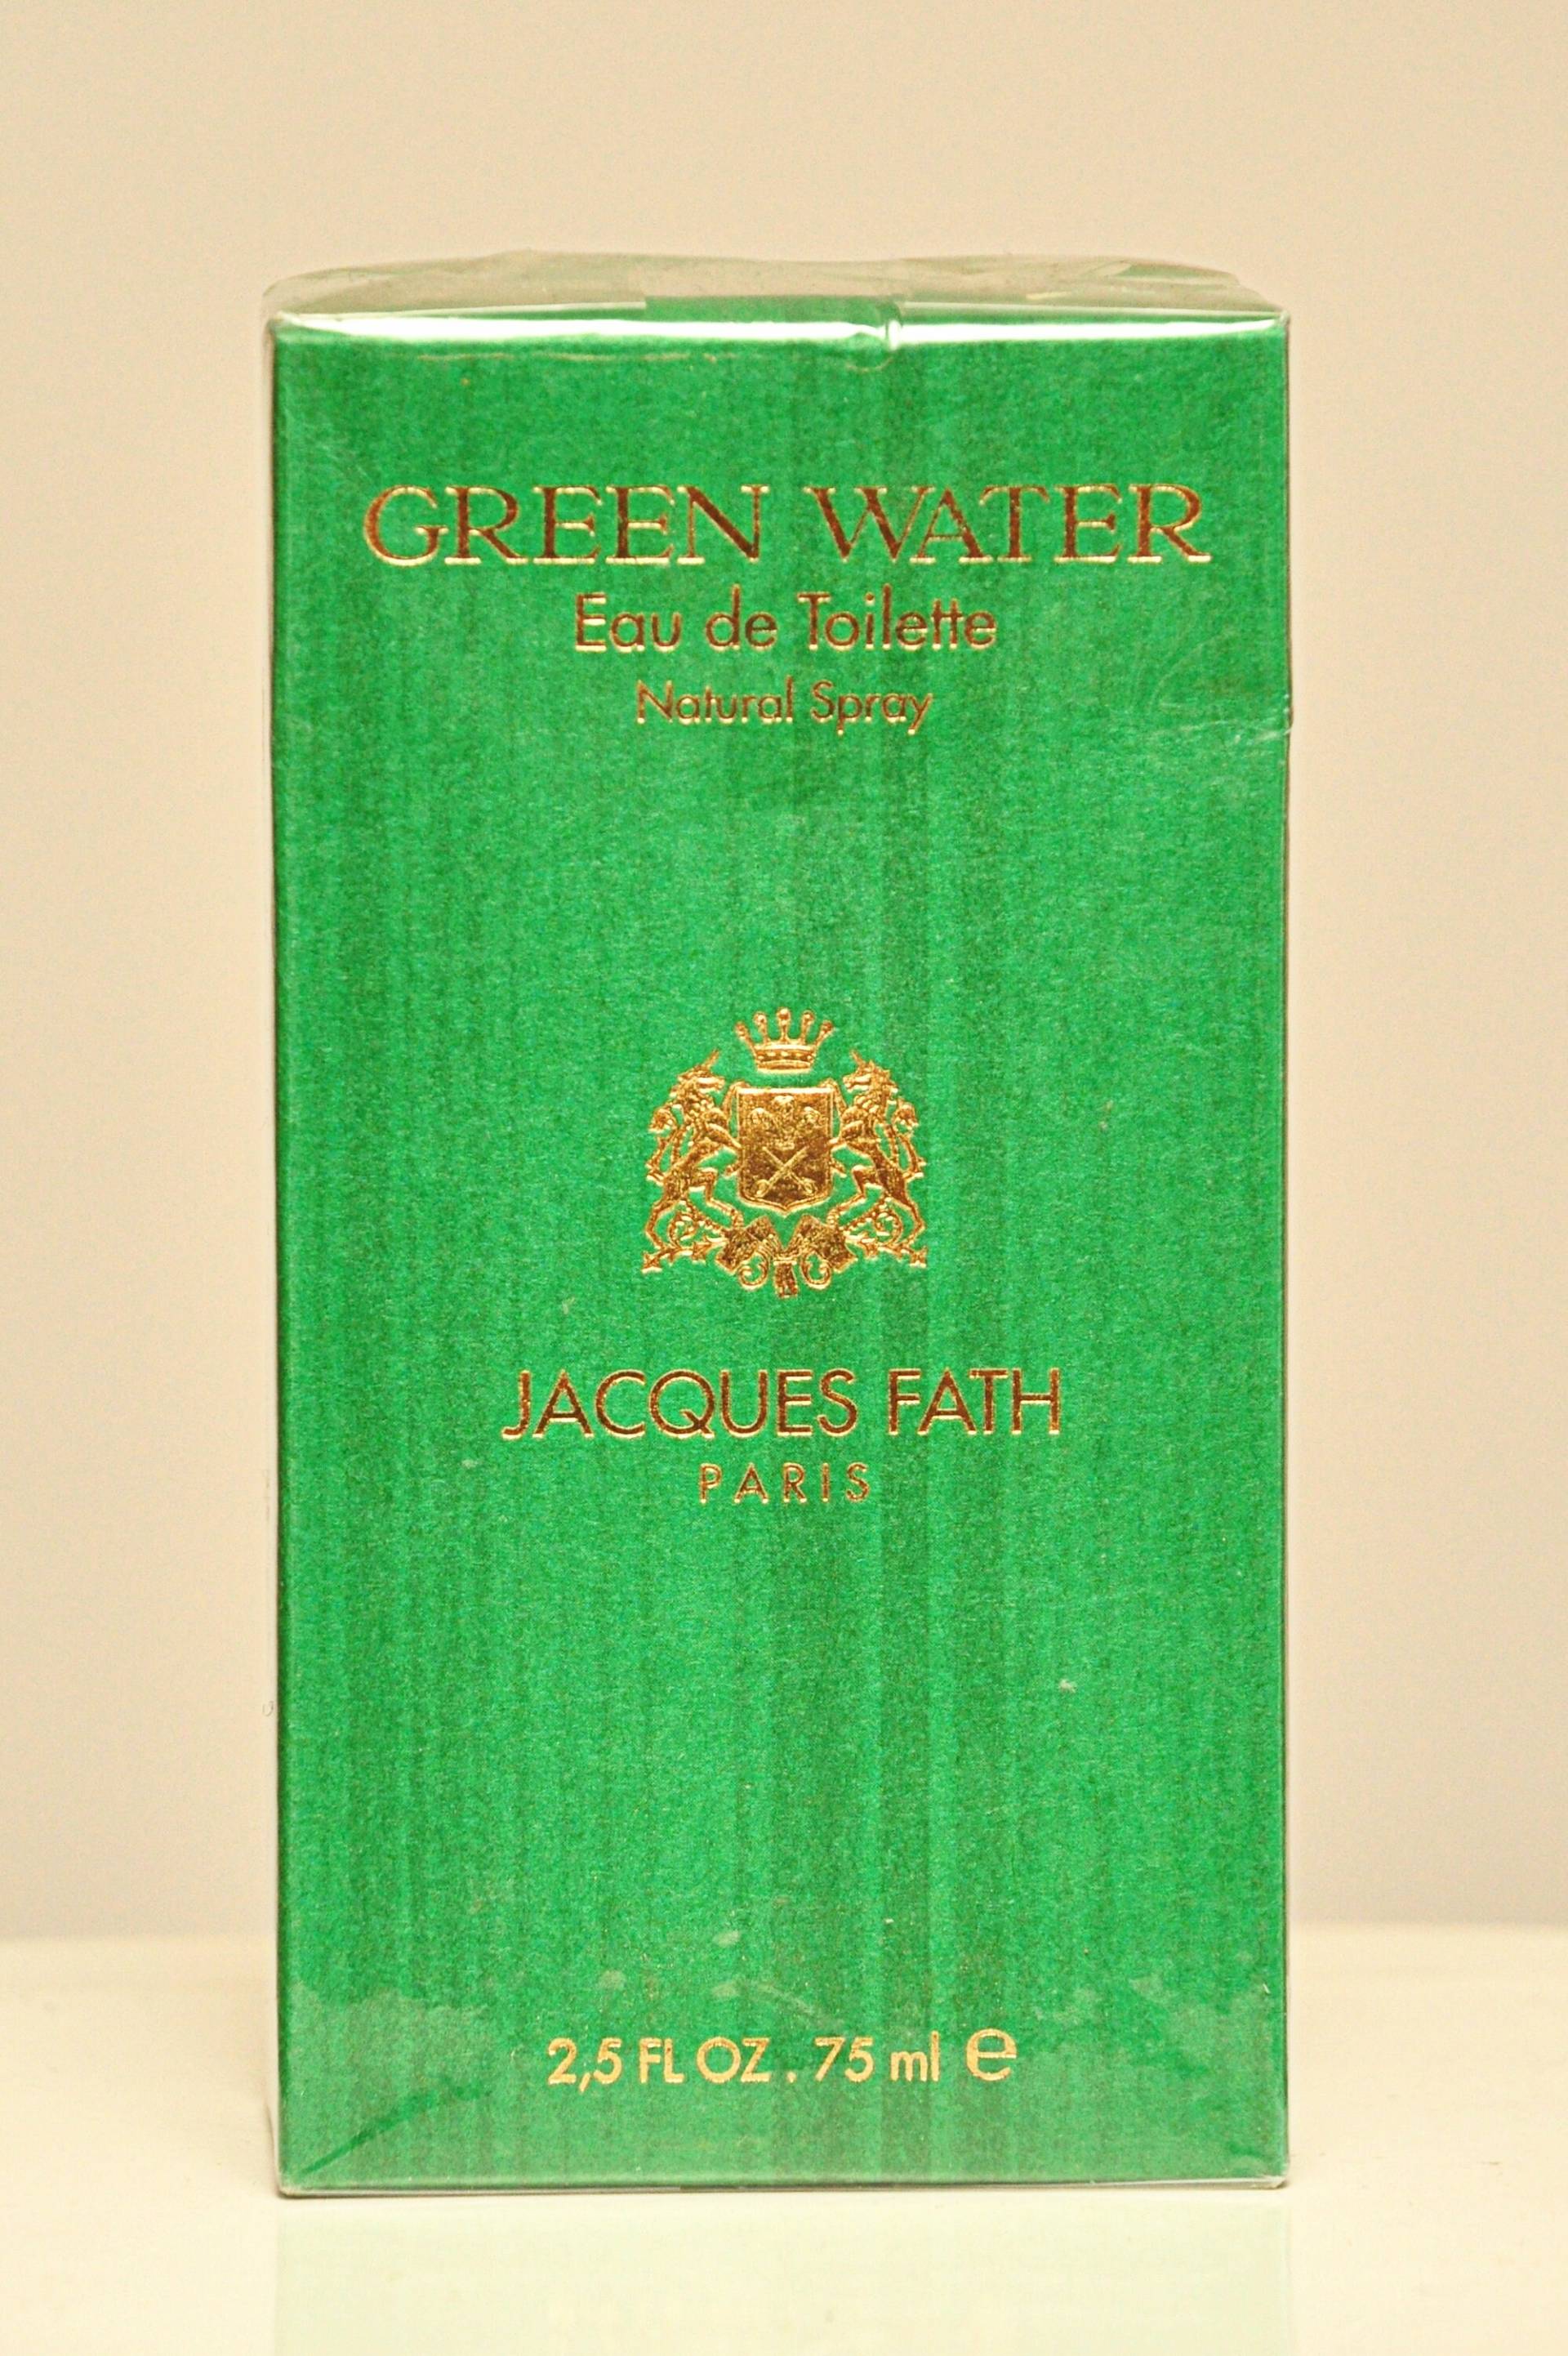 GREEN WATER
Eau de Toilette
Natural Spray
JACQUES FATH
PARIS
2,5 FL OZ . 75 ml ℮